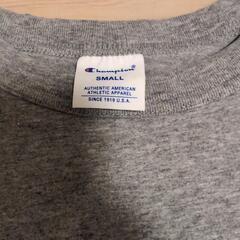 Champion
SMALL
AUTHENTIC AMERICAN
ATHLETIC APPAREL
SINCE 1919 U.S.A.